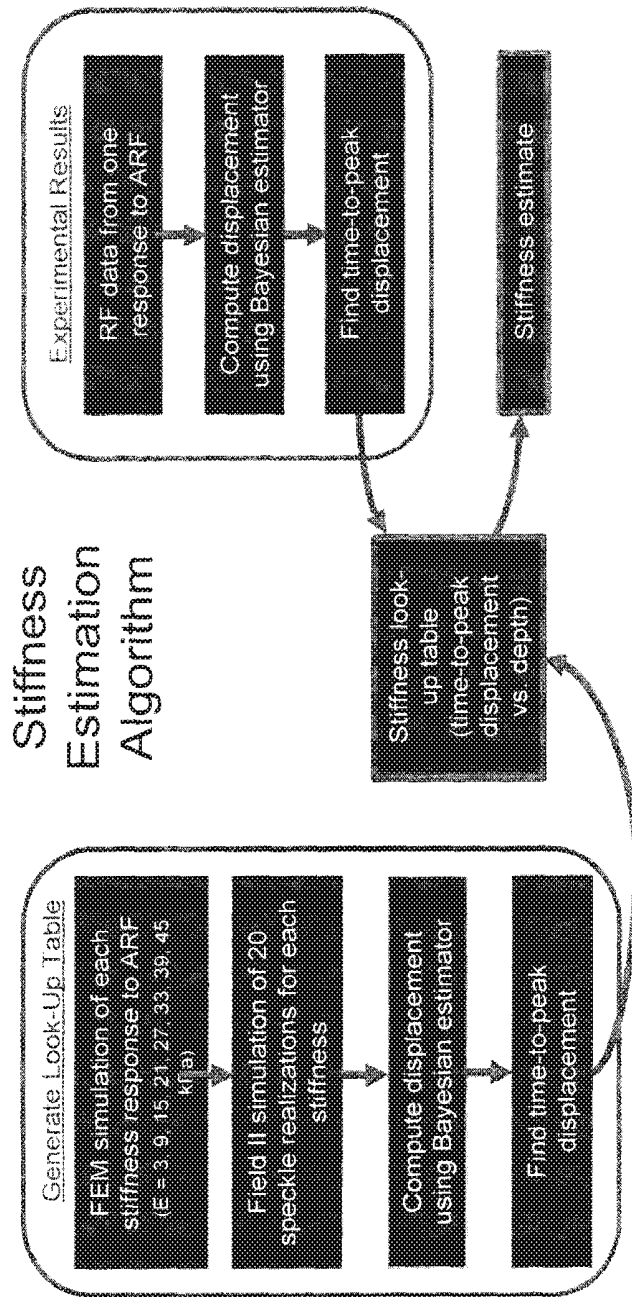 Stiffness
Estimation
Algorithm
Generate Look-Up Table
FEM simulation of each
stiffness response to ARF
(E = 3, 9, 15, 21, 27, 33, 39, 45
kPa)
Field II simulation of 20
speckle realizations for each
stiffness
Compute displacement
using Bayesian estimator
Find time-to-peak
displacement
Stiffness look-
up table
(time-to-peak
displacement
vs. depth)
Experimental Results
RF data from one
response to ARF
Compute displacement
using Bayesian estimator
Find time-to-peak
displacement
Stiffness estimate